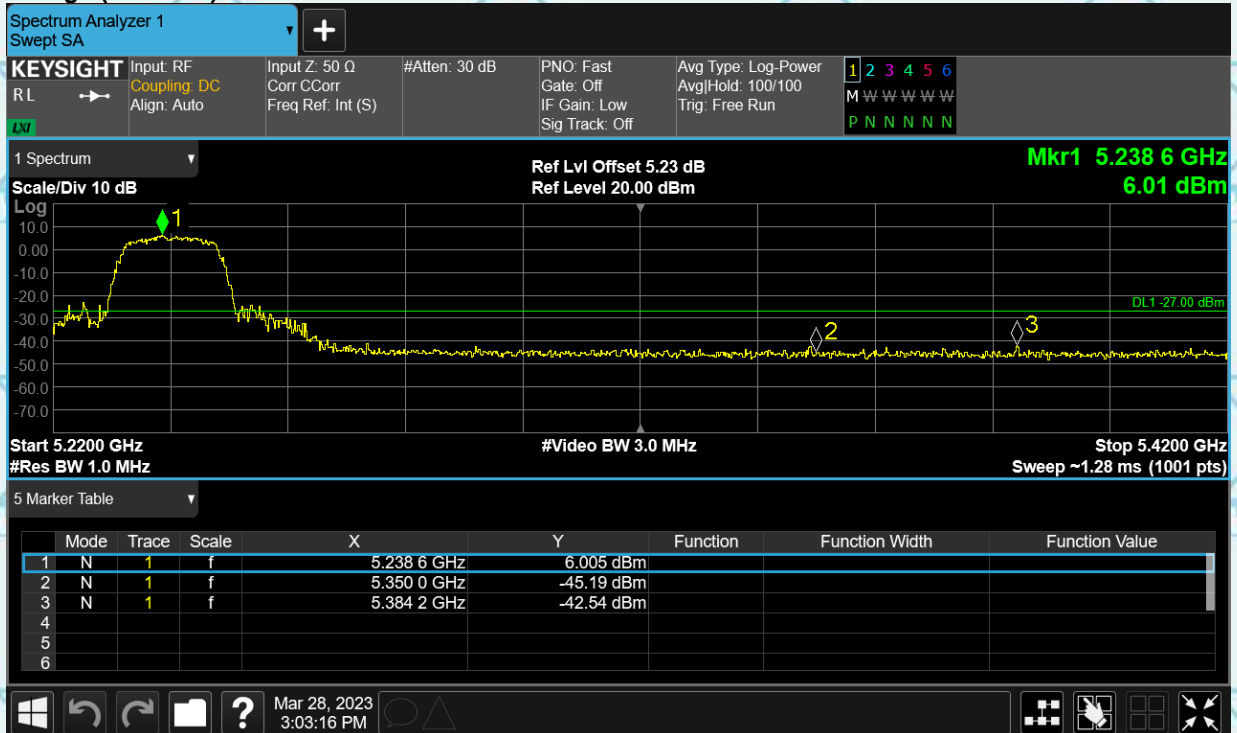 Spectrum Analyzer 1
Swept SA
+
KEYSIGHT
RL
LXI
Input: RF
Coupling: DC
Align: Auto
Input Z: 50 Ω
Corr CCorr
Freq Ref: Int (S)
#Atten: 30 dB
PNO: Fast
Gate: Off
IF Gain: Low
Sig Track: Off
Avg Type: Log-Power
Avg|Hold: 100/100
Trig: Free Run
1 2 3 4 5 6
M W W W W W
P N N N N N
1 Spectrum
Scale/Div 10 dB
Ref Lvl Offset 5.23 dB
Ref Level 20.00 dBm
Mkr1 5.238 6 GHz
6.01 dBm
Log
10.0
0.00
-10.0
-20.0
-30.0
-40.0
-50.0
-60.0
-70.0
1
2
3
DL1 -27.00 dBm
Start 5.2200 GHz
#Res BW 1.0 MHz
#Video BW 3.0 MHz
Stop 5.4200 GHz
Sweep ~1.28 ms (1001 pts)
5 Marker Table
Mode Trace Scale X Y Function Function Width Function Value
1 N 1 f 5.238 6 GHz 6.005 dBm
2 N 1 f 5.350 0 GHz -45.19 dBm
3 N 1 f 5.384 2 GHz -42.54 dBm
4
5
6
?
Mar 28, 2023
3:03:16 PM